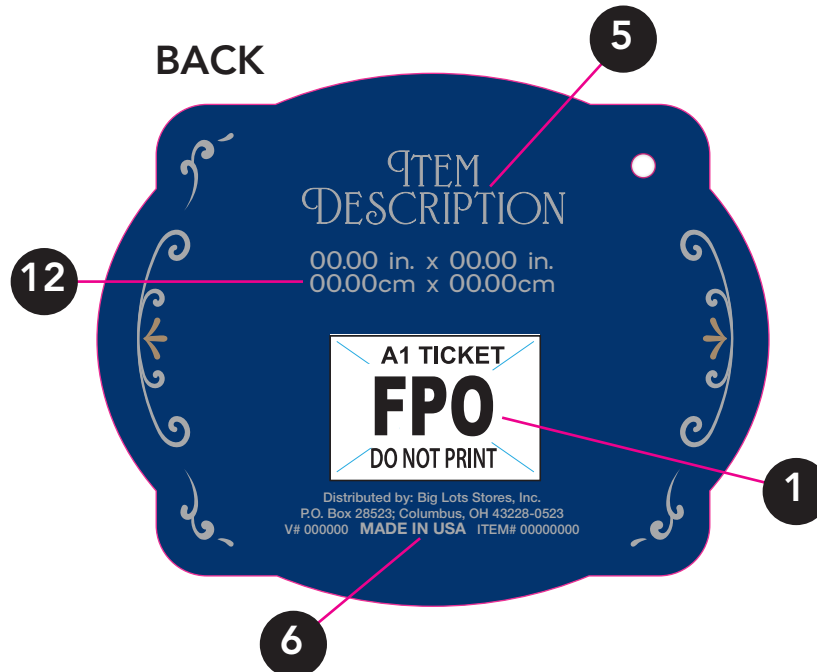 5
BACK
ITEM
DESCRIPTION
00.00 in. x 00.00 in.
12
00.00cm x 00.00cm
A1 TICKET
FPO
DO NOT PRINT
1
Distributed by: Big Lots Stores, Inc.
P.O. Box 28523; Columbus, OH 43228-0523
V# 000000 MADE IN USA ITEM# 00000000
6